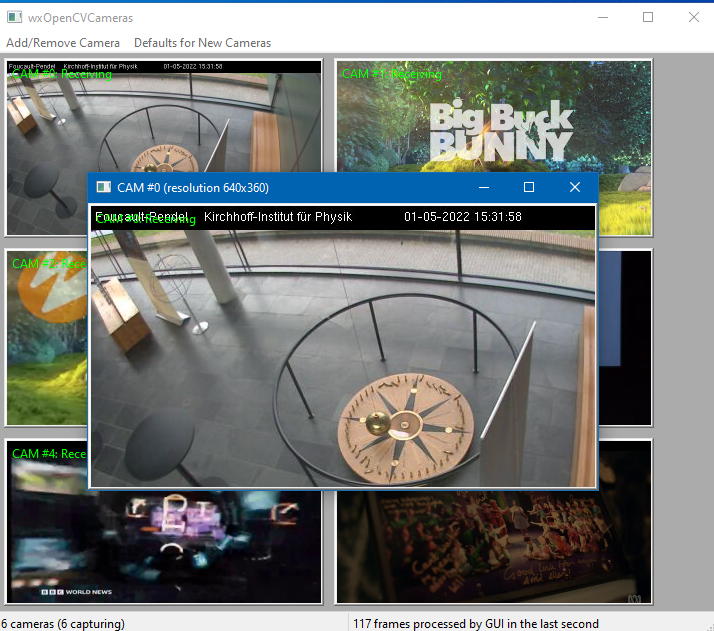 wxOpenCVCameras
Add/Remove Camera Defaults for New Cameras
Foucault-Pendel Kirchhoff-Institut für Physik 01-05-2022 15:31:58
CAM #0: Receiving
CAM #1: Receiving
Big Buck
BUNNY
CAM #0 (resolution 640x360)
Foucault-Pendel Kirchhoff-Institut für Physik 01-05-2022 15:31:58
CAM #0: Receiving
CAM #2: Rece
CAM #4: Rece
BBC WORLD NEWS
6 cameras (6 capturing)
117 frames processed by GUI in the last second